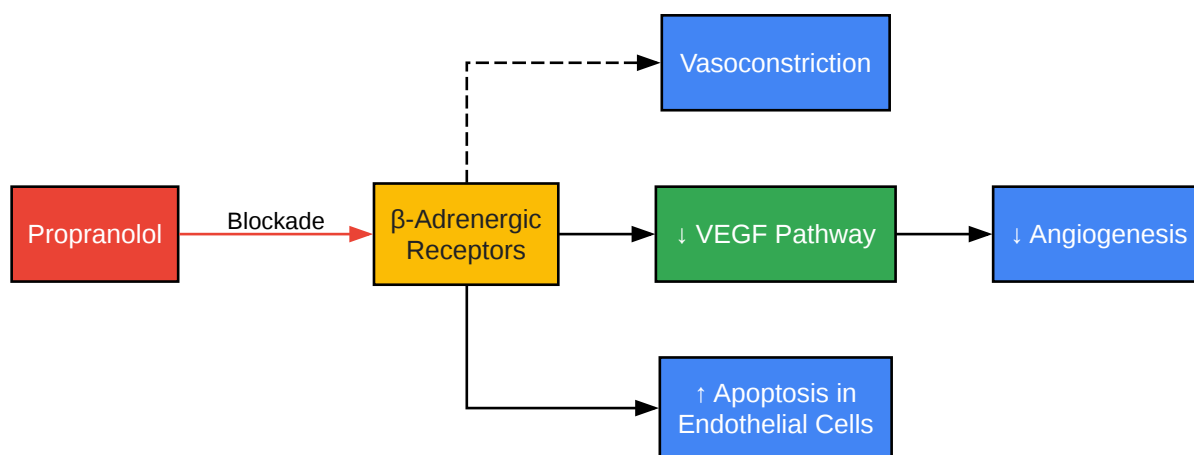 Vasoconstriction
Propranolol
Blockade
β-Adrenergic
Receptors
↓ VEGF Pathway
↓ Angiogenesis
↑ Apoptosis in
Endothelial Cells